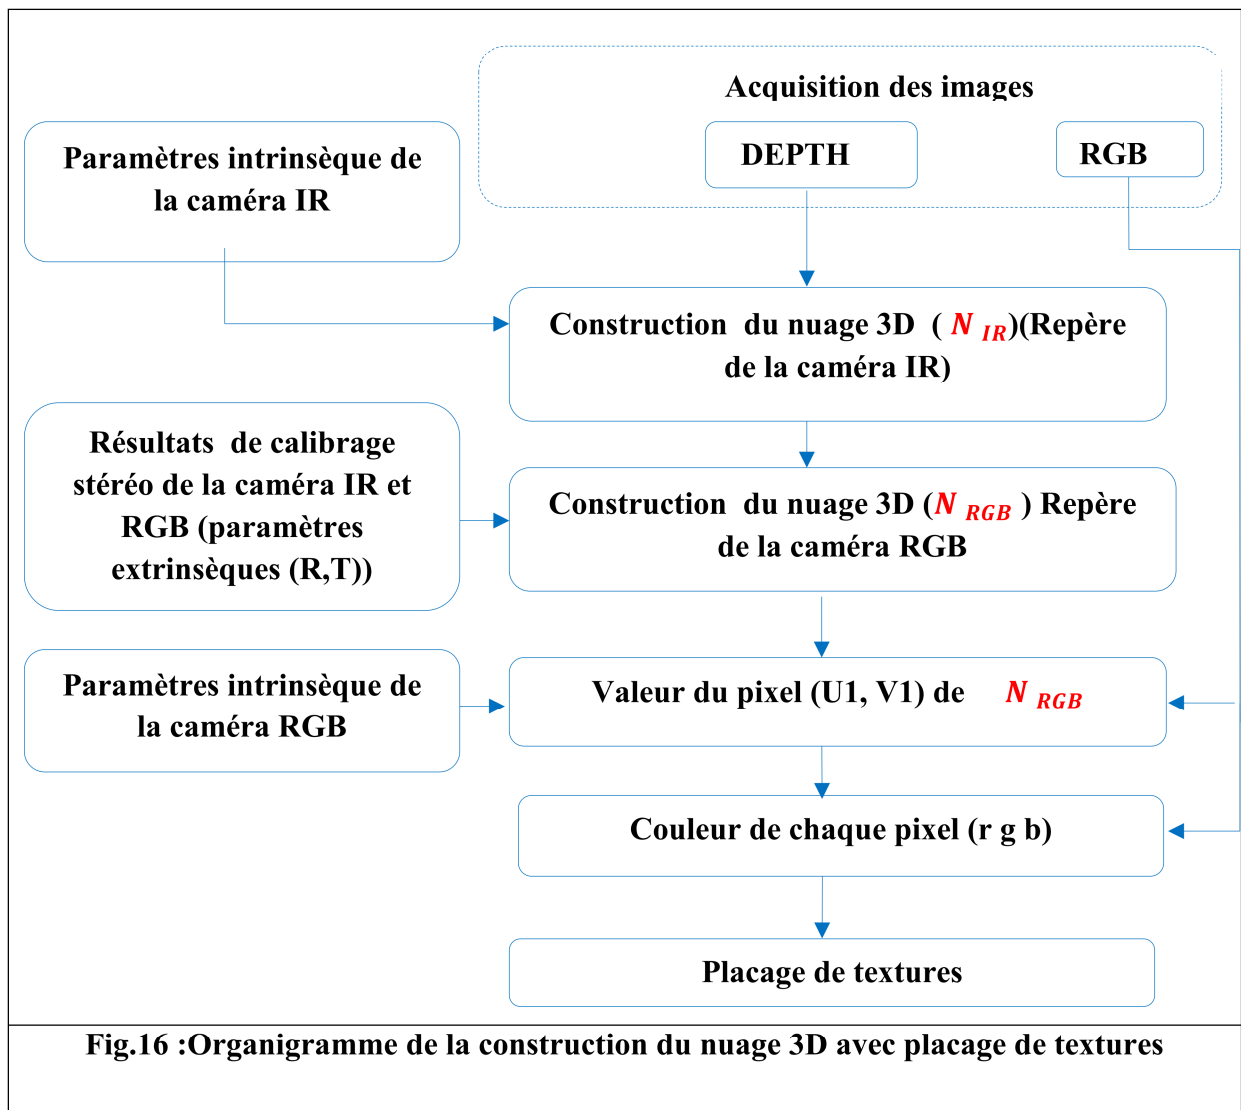 Acquisition des images
DEPTH
RGB
Paramètres intrinsèque de
la caméra IR
Construction du nuage 3D ( N IR)(Repère
de la caméra IR)
Résultats de calibrage
stéréo de la caméra IR et
RGB (paramètres
extrinsèques (R,T))
Construction du nuage 3D (N RGB ) Repère
de la caméra RGB
Paramètres intrinsèque de
la caméra RGB
Valeur du pixel (U1, V1) de N RGB
Couleur de chaque pixel (r g b)
Placage de textures
Fig.16 :Organigramme de la construction du nuage 3D avec placage de textures